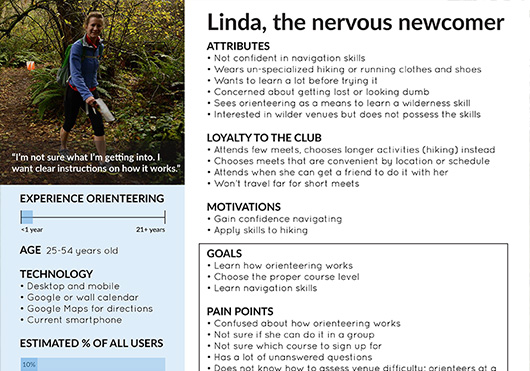 "I'm not sure what I'm getting into. I
want clear instructions on how it works."
EXPERIENCE ORIENTEERING
<1 year 21+ years
AGE 25-54 years old
TECHNOLOGY
• Desktop and mobile
• Google or wall calendar
• Google Maps for directions
• Current smartphone
ESTIMATED % OF ALL USERS
10%
Linda, the nervous newcomer
ATTRIBUTES
• Not confident in navigation skills
• Wears un-specialized hiking or running clothes and shoes
• Wants to learn a lot before trying it
• Concerned about getting lost or looking dumb
• Sees orienteering as a means to learn a wilderness skill
• Interested in wilder venues but does not possess the skills
LOYALTY TO THE CLUB
• Attends few meets, chooses longer activities (hiking) instead
• Chooses meets that are convenient by location or schedule
• Attends when she can get a friend to do it with her
• Won't travel far for short meets
MOTIVATIONS
• Gain confidence navigating
• Apply skills to hiking
GOALS
• Learn how orienteering works
• Choose the proper course level
• Learn navigation skills
PAIN POINTS
• Confused about how orienteering works
• Not sure if she can do it in a group
• Not sure which course to sign up for
• Has a lot of unanswered questions
• Does not know how to assess venue difficulty; orienteers at a